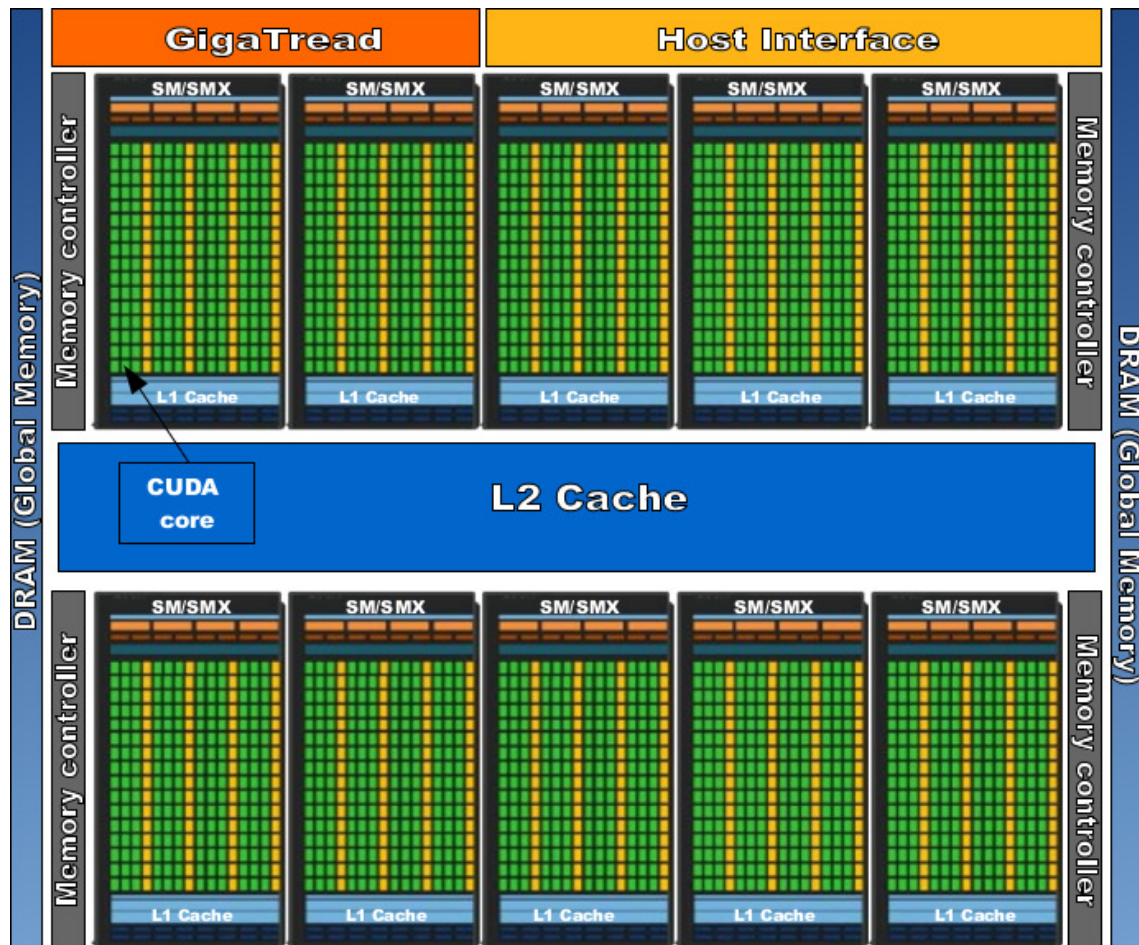 GigaTread
Host Interface
DRAM (Global Memory)
Memory controller
SM/SMX
SM/SMX
SM/SMX
SM/SMX
SM/SMX
Memory controller
DRAM (Global Memory)
L1 Cache
L1 Cache
L1 Cache
L1 Cache
L1 Cache
CUDA
core
L2 Cache
Memory controller
SM/SMX
SM/SMX
SM/SMX
SM/SMX
SM/SMX
Memory controller
L1 Cache
L1 Cache
L1 Cache
L1 Cache
L1 Cache